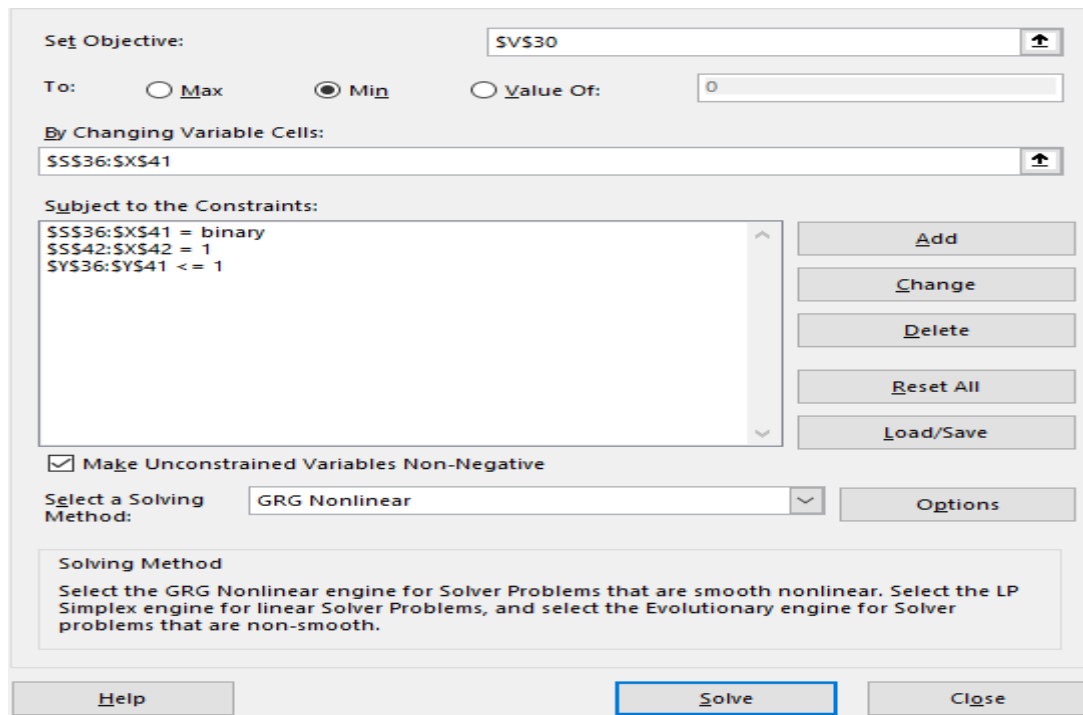 Set Objective: $V$30
To: Max Min Value Of: 0
By Changing Variable Cells:
$S$36:$X$41
Subject to the Constraints:
$S$36:$X$41 = binary
$S$42:$X$42 = 1
$Y$36:$Y$41 <= 1
Add
Change
Delete
Reset All
Load/Save
Make Unconstrained Variables Non-Negative
Select a Solving
Method:
GRG Nonlinear
Options
Solving Method
Select the GRG Nonlinear engine for Solver Problems that are smooth nonlinear. Select the LP
Simplex engine for linear Solver Problems, and select the Evolutionary engine for Solver
problems that are non-smooth.
Help Solve Close